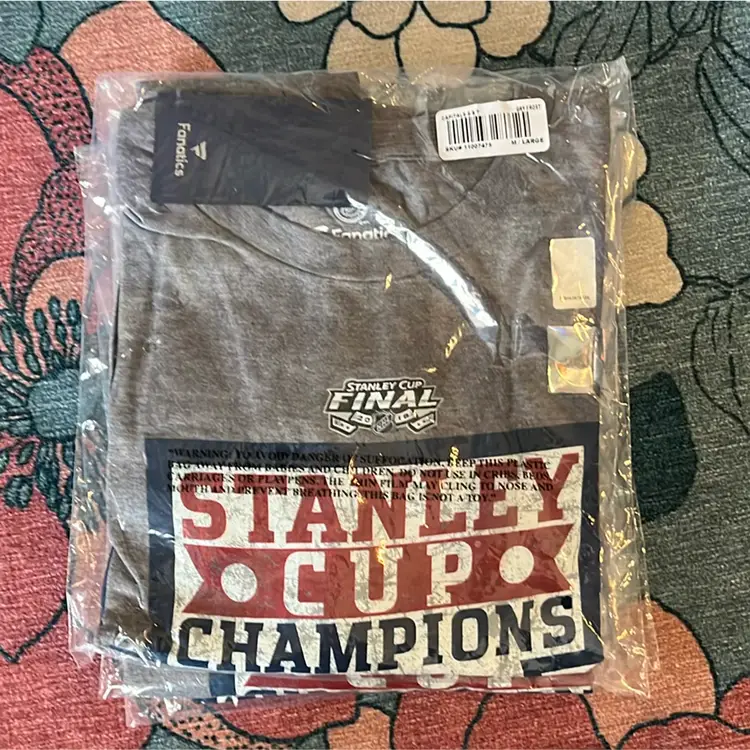 Fanatics
SKU# 11007475 M / LARGE
Fanatic
STANLEY CUP
FINAL
"WARNING: TO AVOID DANGER OF SUFFOCATION, KEEP THIS PLASTIC
BAG AWAY FROM BABIES AND CHILDREN. DO NOT USE IN CRIBS, BEDS,
CARRIAGES OR PLAYPENS. THE THIN FILM MAY CLING TO NOSE AND
MOUTH AND PREVENT BREATHING. THIS BAG IS NOT A TOY."
STANLEY
CUP
CHAMPIONS